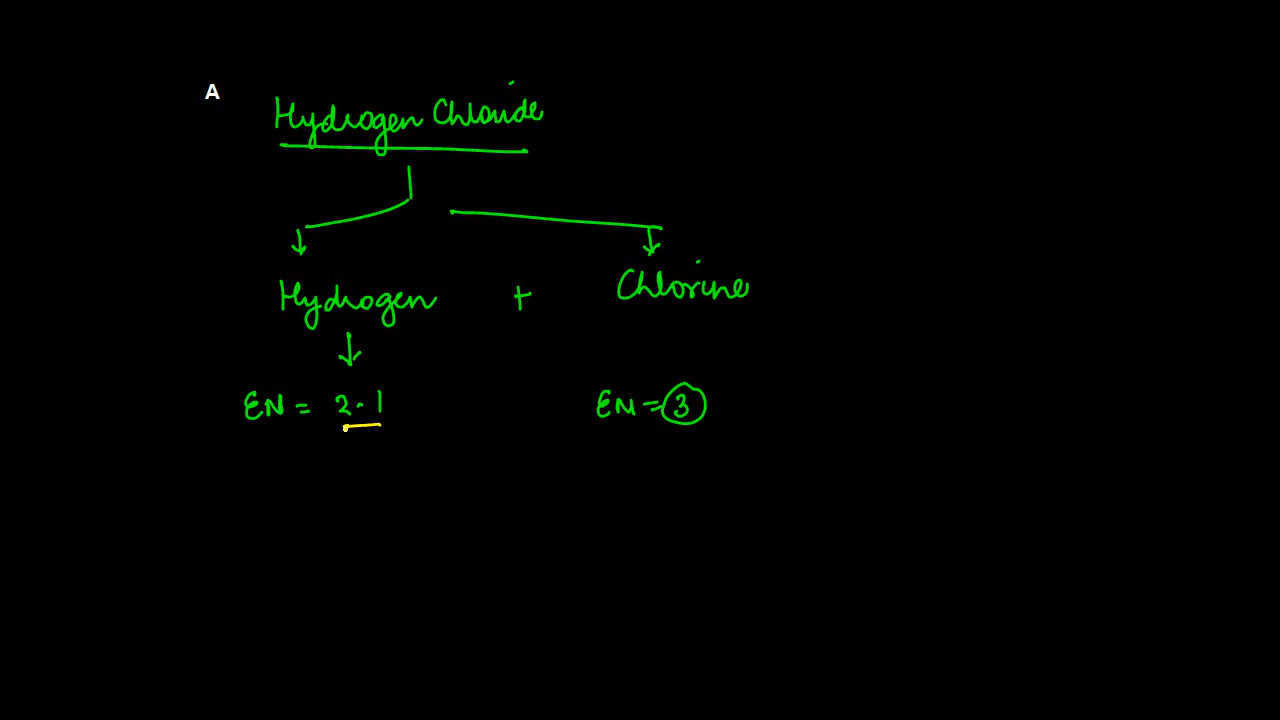 A
Hydrogen Chloride
Hydrogen + Chlorine
EN = 2.1 EN = 3